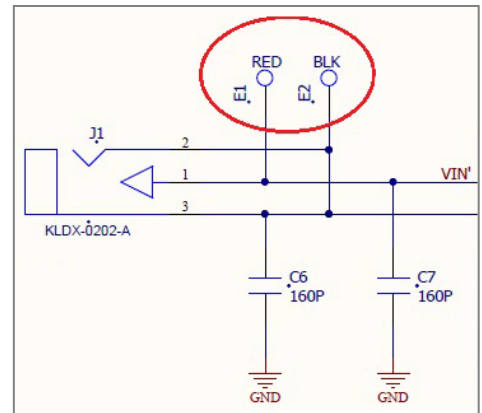 RED BLK
E1 E2
J1
2
1
VIN'
3
KLDX-0202-A
C6 C7
160P 160P
GND GND